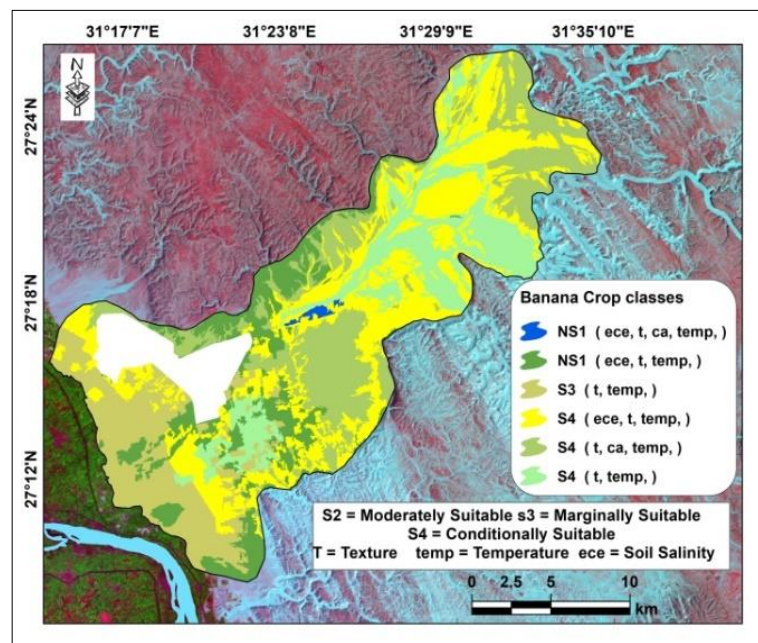 31°17'7"E 31°23'8"E 31°29'9"E 31°35'10"E
N
27°24'N
27°18'N
27°12'N
Banana Crop classes
NS1 ( ece, t, ca, temp, )
NS1 ( ece, t, temp, )
S3 ( t, temp, )
S4 ( ece, t, temp, )
S4 ( t, ca, temp, )
S4 ( t, temp, )
S2 = Moderately Suitable s3 = Marginally Suitable
S4 = Conditionally Suitable
T = Texture temp = Temperature ece = Soil Salinity
0 2,5 5 10
km